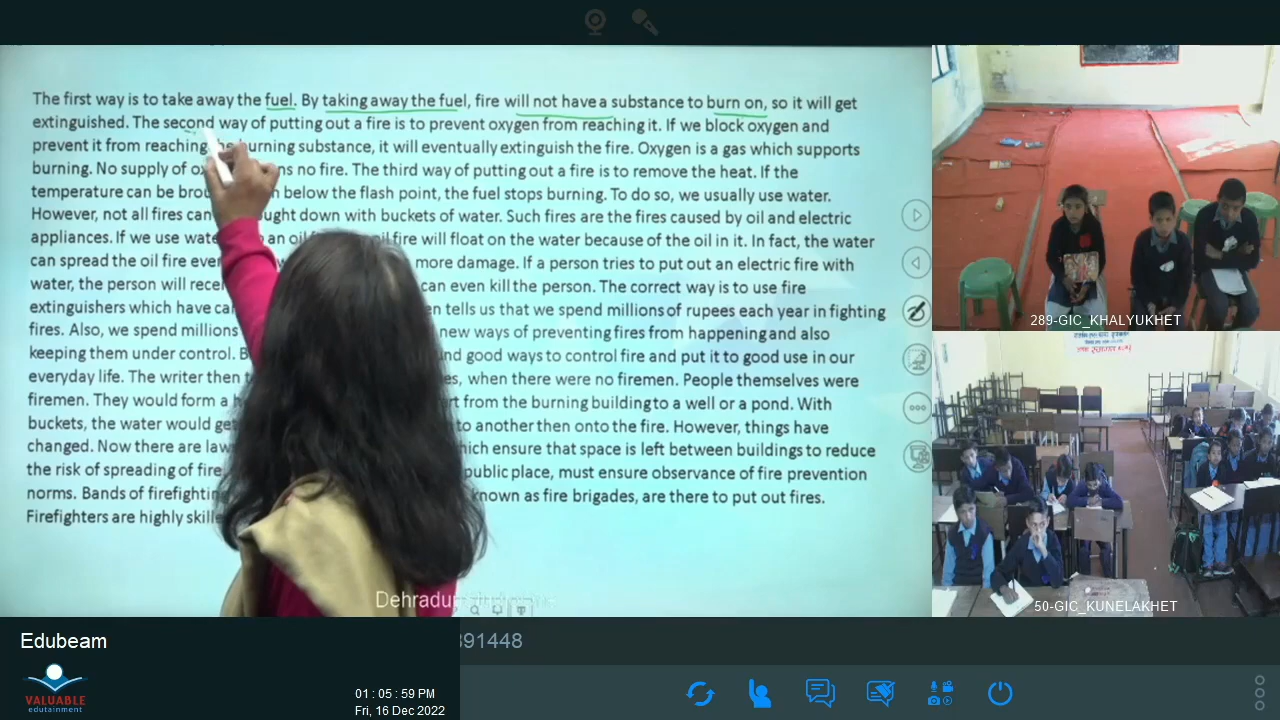 The first way is to take away the fuel. By taking away the fuel, fire will not have a substance to burn on, so it will get
extinguished. The second way of putting out a fire is to prevent oxygen from reaching it. If we block oxygen and
prevent it from reaching burning substance, it will eventually extinguish the fire. Oxygen is a gas which supports
burning. No supply of no fire. The third way of putting out a fire is to remove the heat. If the
temperature can be below the flash point, the fuel stops burning. To do so, we usually use water.
However, not all fires can down with buckets of water. Such fires are the fires caused by oil and electric
appliances. If we use an oil fire will float on the water because of the oil in it. In fact, the water
can spread the oil fire more damage. If a person tries to put out an electric fire with
water, the person will can even kill the person. The correct way is to use fire
extinguishers which have tells us that we spend millions of rupees each year in fighting
fires. Also, we spend millions new ways of preventing fires from happening and also
keeping them under control. good ways to control fire and put it to good use in our
everyday life. The writer then when there were no firemen. People themselves were
firemen. They would form a from the burning building to a well or a pond. With
buckets, the water would to another then onto the fire. However, things have
changed. Now there are which ensure that space is left between buildings to reduce
the risk of spreading of fire public place, must ensure observance of fire prevention
norms. Bands of known as fire brigades, are there to put out fires.
Firefighters are highly
289-GIC_KHALYUKHET
50-GIC_KUNELAKHET
Edubeam
391448
VALUABLE
edutainment
01 : 05 : 59 PM
Fri, 16 Dec 2022